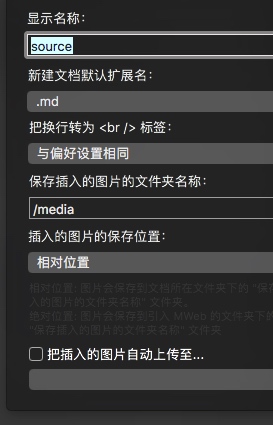 显示名称：
source
新建文档默认扩展名：
.md
把换行转为 <br /> 标签：
与偏好设置相同
保存插入的图片的文件夹名称：
/media
插入的图片的保存位置：
相对位置
相对位置: 图片会保存到文档所在文件夹下的 "保存
入的图片的文件夹名称" 文件夹。
绝对位置: 图片会保存到引入 MWeb 的文件夹下的
"保存插入的图片的文件夹名称" 文件夹
把插入的图片自动上传至...